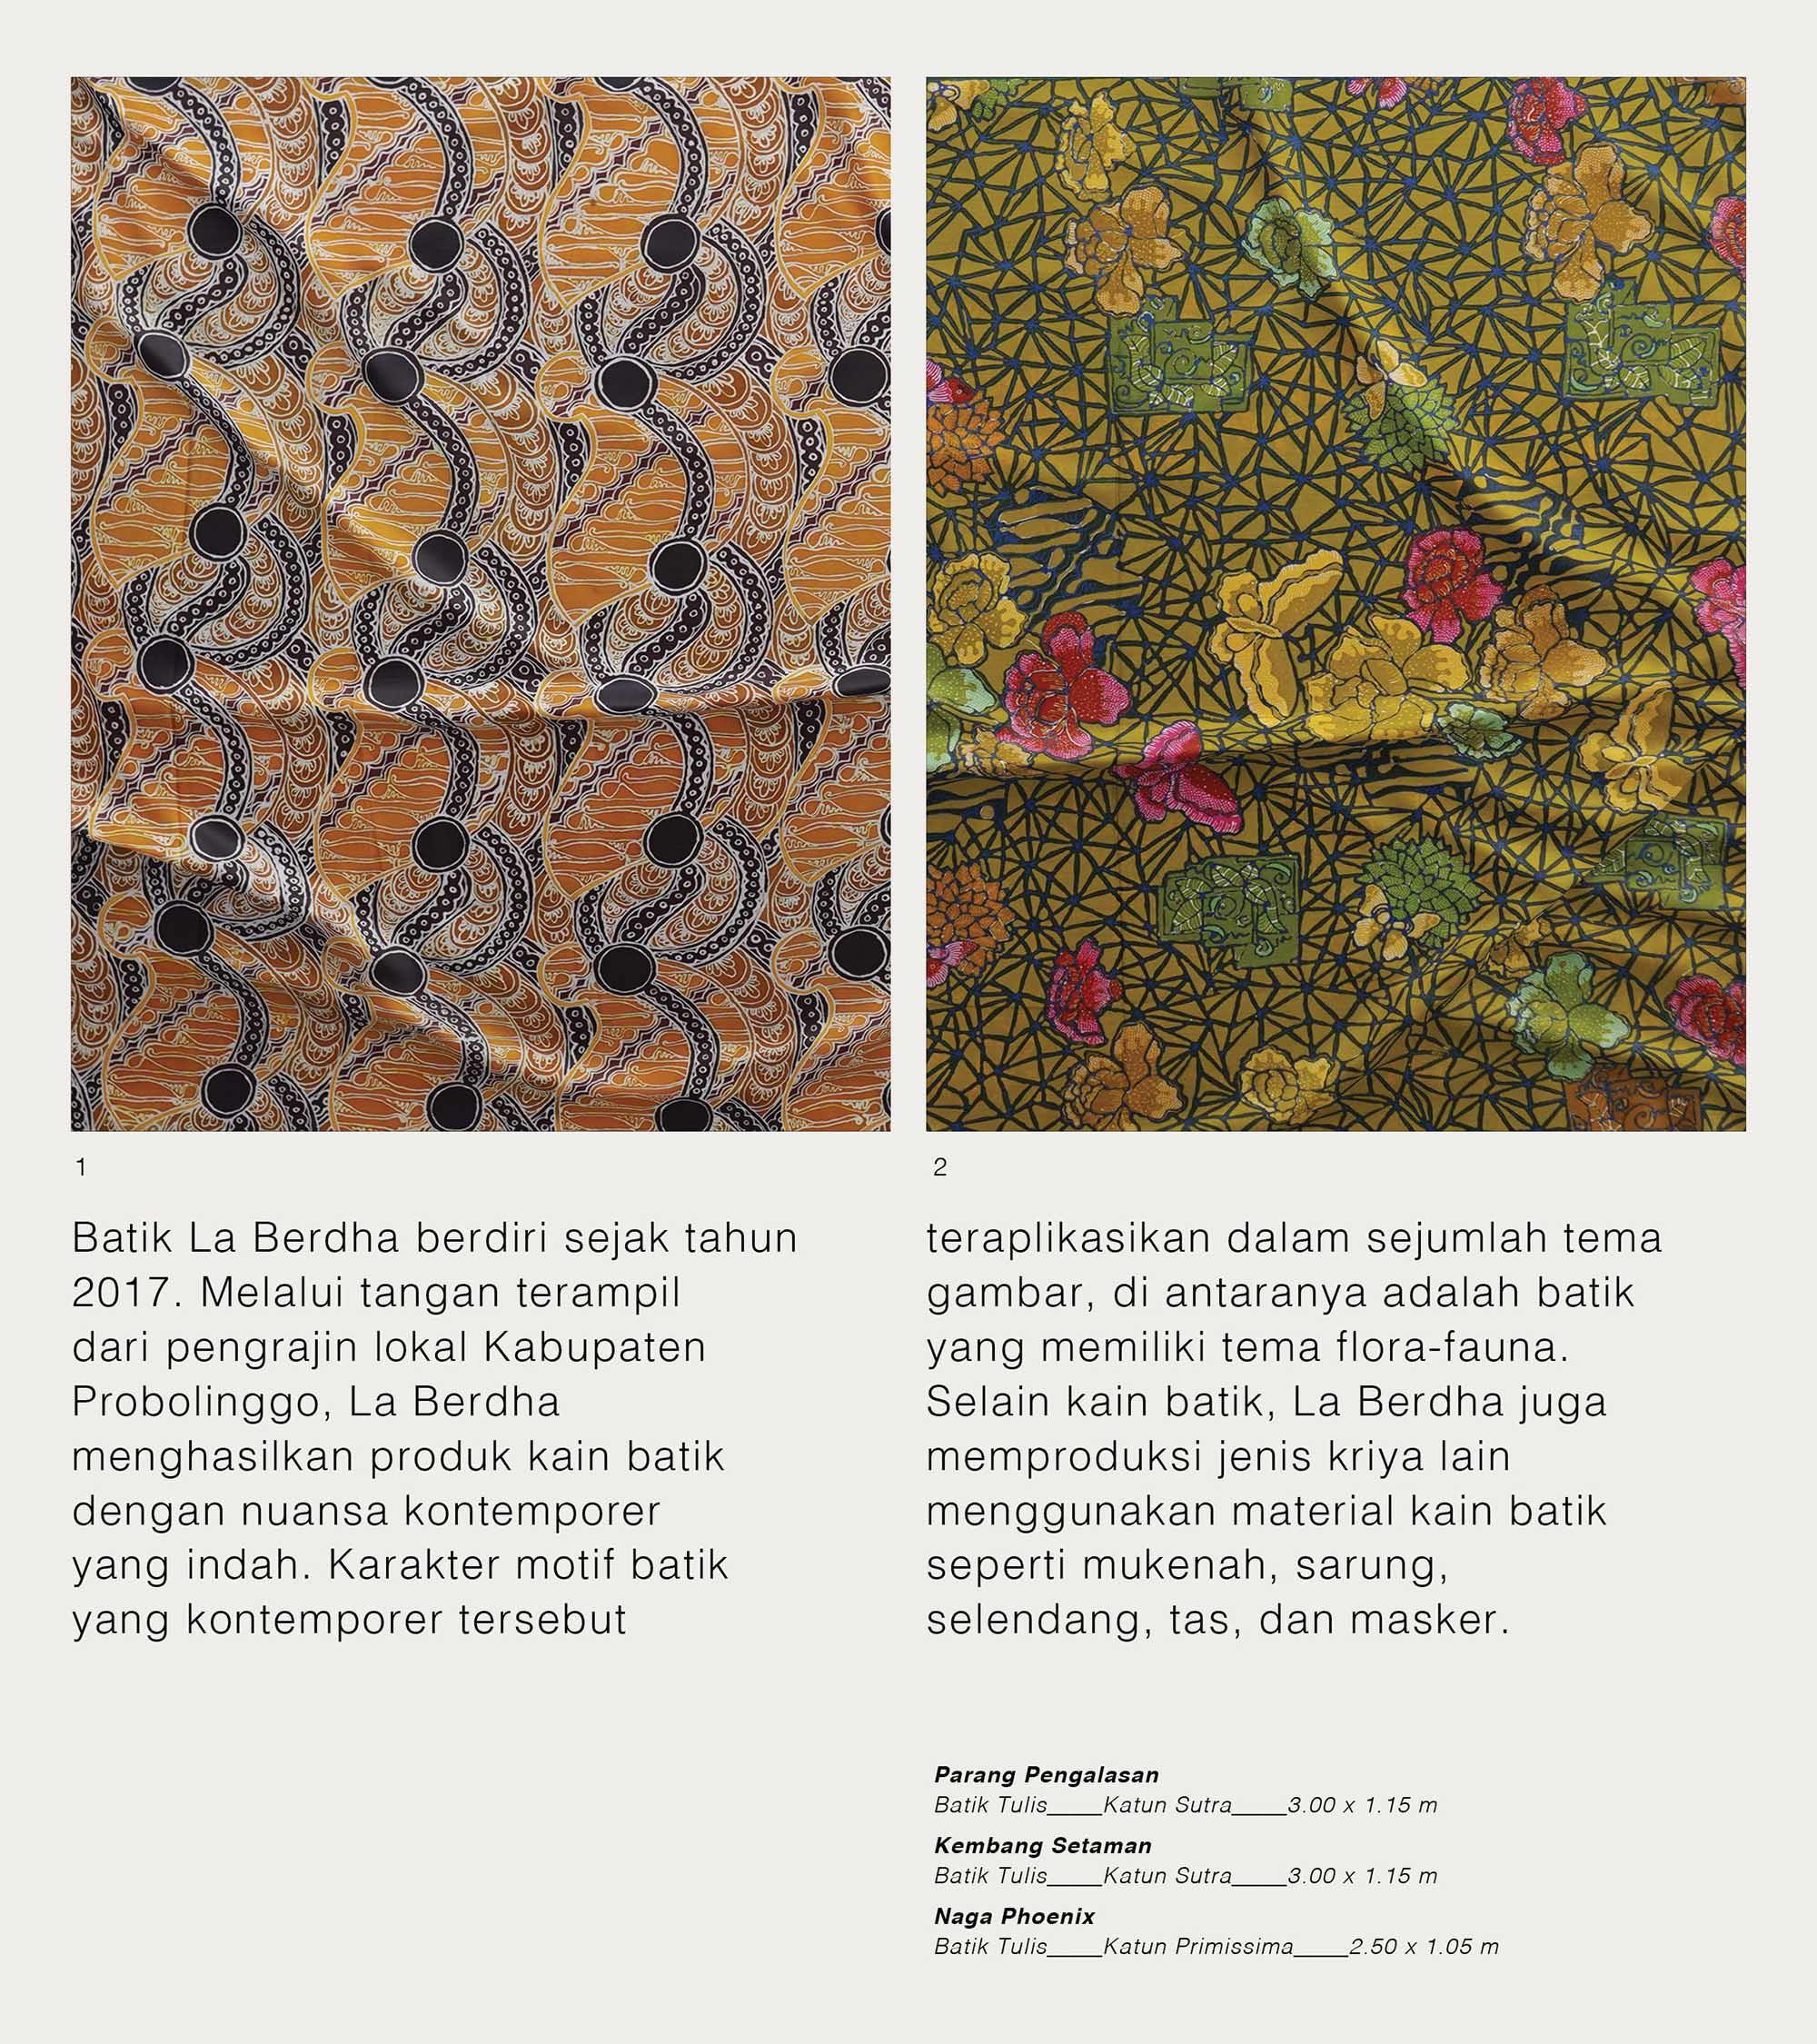 1
Batik La Berdha berdiri sejak tahun
2017. Melalui tangan terampil
dari pengrajin lokal Kabupaten
Probolinggo, La Berdha
menghasilkan produk kain batik
dengan nuansa kontemporer
yang indah. Karakter motif batik
yang kontemporer tersebut
2
teraplikasikan dalam sejumlah tema
gambar, di antaranya adalah batik
yang memiliki tema flora-fauna.
Selain kain batik, La Berdha juga
memproduksi jenis kriya lain
menggunakan material kain batik
seperti mukenah, sarung,
selendang, tas, dan masker.
Parang Pengalasan
Batik Tulis____Katun Sutra____3.00 x 1.15 m
Kembang Setaman
Batik Tulis____Katun Sutra____3.00 x 1.15 m
Naga Phoenix
Batik Tulis____Katun Primissima____2.50 x 1.05 m